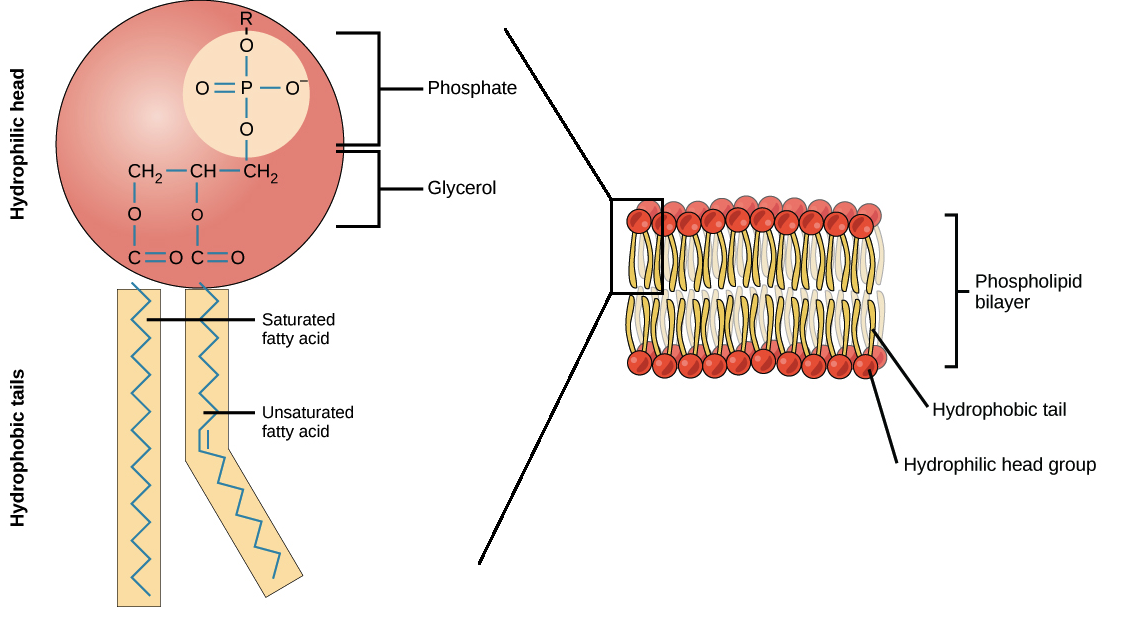 Hydrophilic head
Hydrophobic tails
R
O
O P O−
O
CH2 CH CH2
O O
C O C O
Phosphate
Glycerol
Saturated
fatty acid
Unsaturated
fatty acid
Phospholipid
bilayer
Hydrophobic tail
Hydrophilic head group